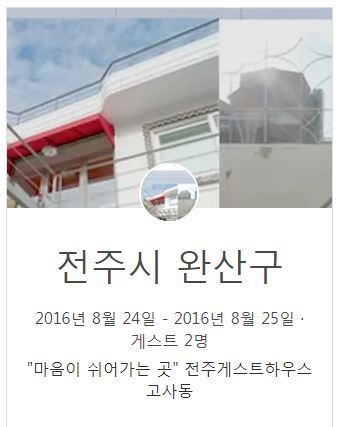 전주시 완산구
2016년 8월 24일 - 2016년 8월 25일 ·
게스트 2명
"마음이 쉬어가는 곳" 전주게스트하우스
고사동